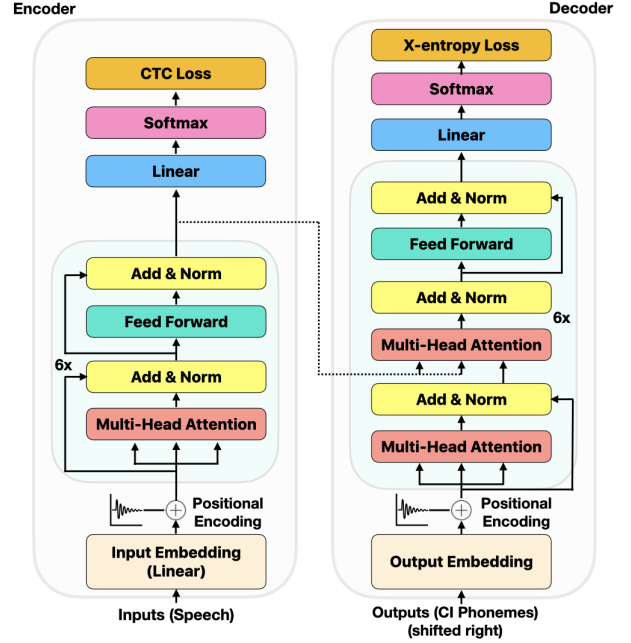 Encoder
CTC Loss
Softmax
Linear
Add & Norm
Feed Forward
6x
Add & Norm
Multi-Head Attention
Positional
Encoding
Input Embedding
(Linear)
Inputs (Speech)
Decoder
X-entropy Loss
Softmax
Linear
Add & Norm
Feed Forward
Add & Norm
6x
Multi-Head Attention
Add & Norm
Multi-Head Attention
Positional
Encoding
Output Embedding
Outputs (CI Phonemes)
(shifted right)